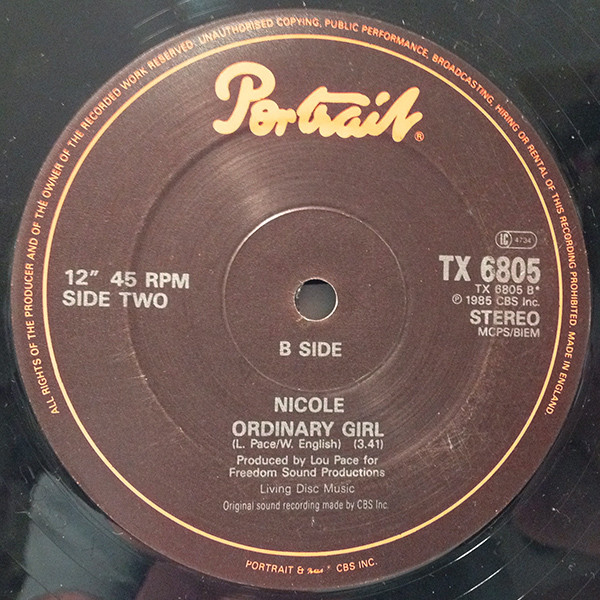 ALL RIGHTS OF THE PRODUCER AND OF THE OWNER OF THE RECORDED WORK RESERVED. UNAUTHORISED COPYING, PUBLIC PERFORMANCE, BROADCASTING, HIRING OR RENTAL OF THIS RECORDING PROHIBITED. MADE IN ENGLAND.
Portrait®
LC 4734
12" 45 RPM
SIDE TWO
TX 6805
TX 6805 B*
℗ 1985 CBS Inc.
STEREO
MCPS/BIEM
B SIDE
NICOLE
ORDINARY GIRL
(L. Pace/W. English) (3.41)
Produced by Lou Pace for
Freedom Sound Productions
Living Disc Music
Original sound recording made by CBS Inc.
PORTRAIT & Portrait ® CBS INC.